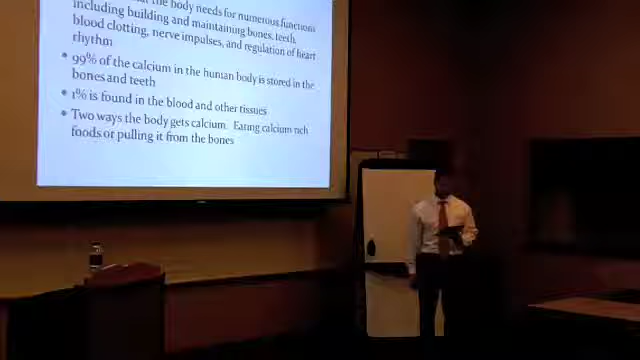 the body needs for numerous functions
including building and maintaining bones, teeth,
blood clotting, nerve impulses, and regulation of heart
rhythm
• 99% of the calcium in the human body is stored in the
bones and teeth
• 1% is found in the blood and other tissues
• Two ways the body gets calcium. Eating calcium rich
foods or pulling it from the bones